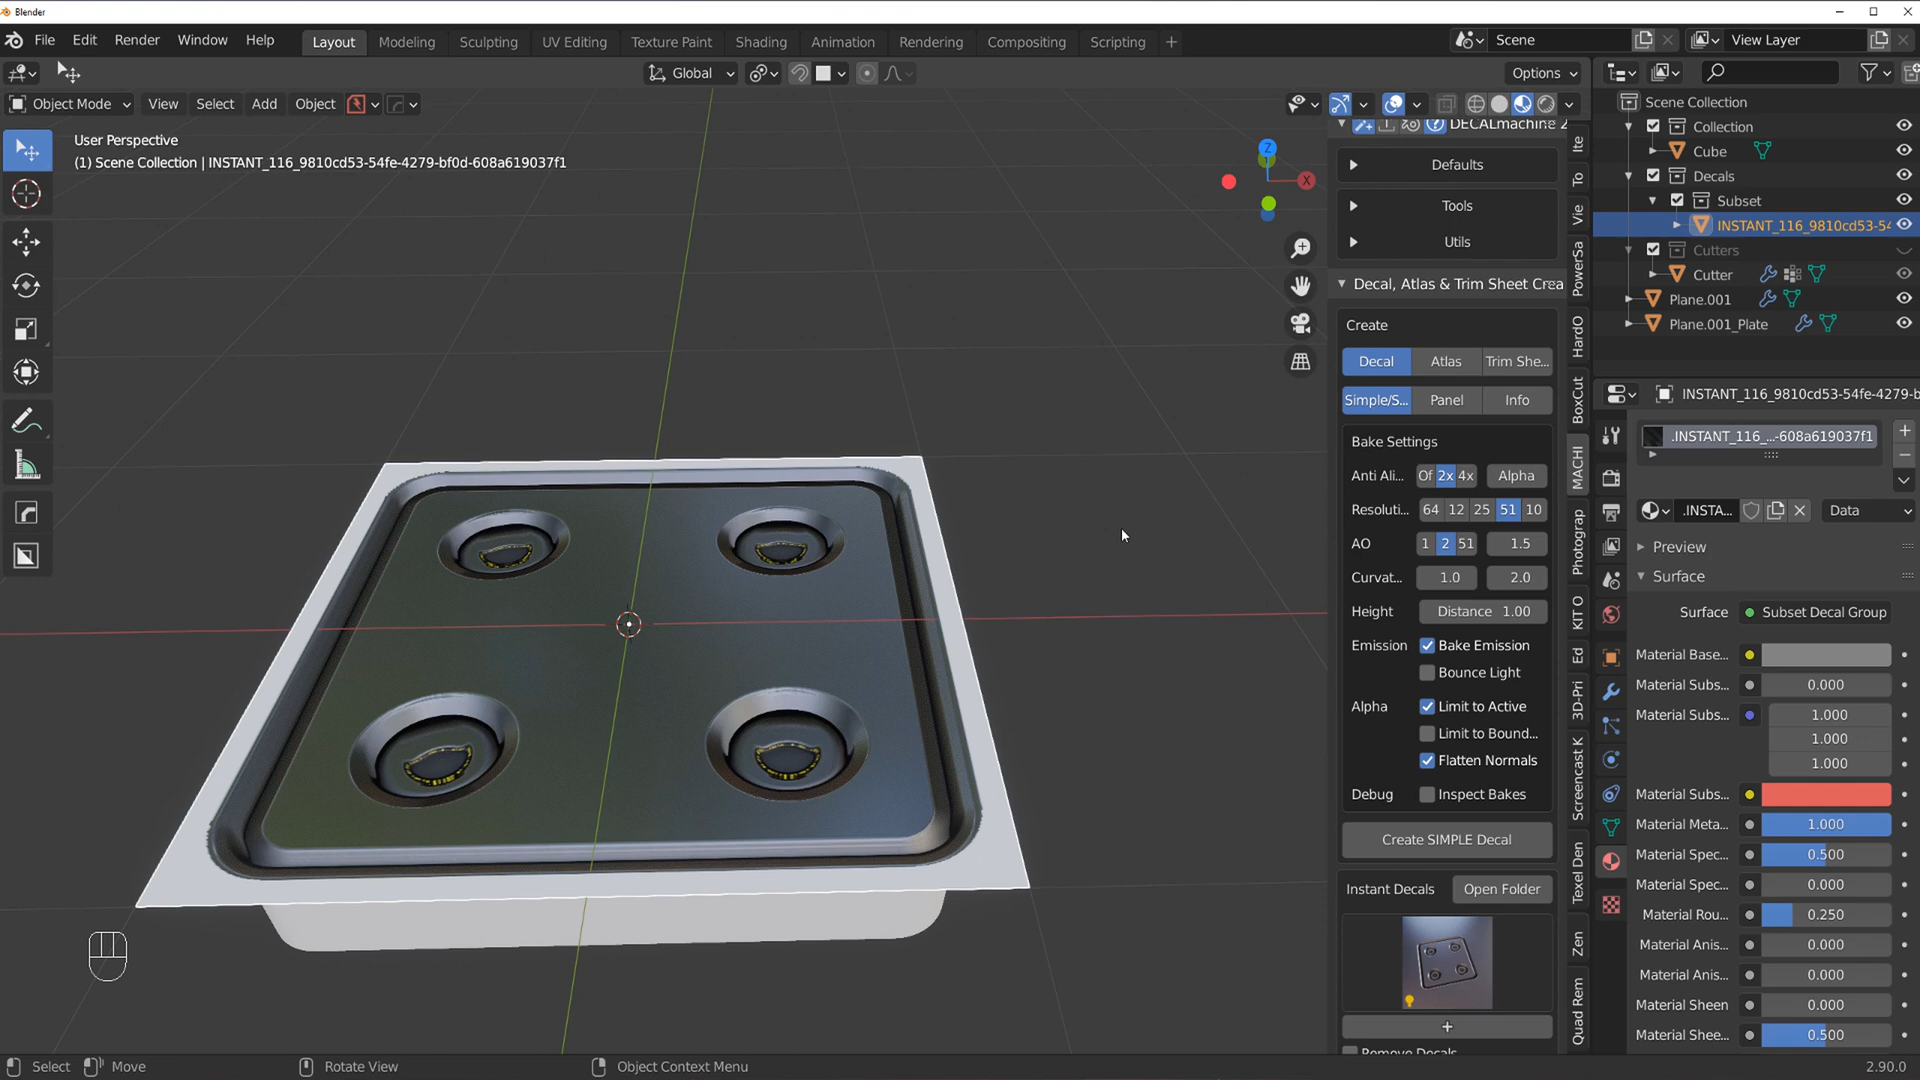 Blender
File Edit Render Window Help Layout Modeling Sculpting UV Editing Texture Paint Shading Animation Rendering Compositing Scripting + Scene View Layer
Global Options
Object Mode View Select Add Object
User Perspective
(1) Scene Collection | INSTANT_116_9810cd53-54fe-4279-bf0d-608a619037f1
Z
X
DECALmachine 2
Defaults
Tools
Utils
Decal, Atlas & Trim Sheet Crea
Create
Decal Atlas Trim She...
Simple/S... Panel Info
Bake Settings
Anti Ali... Of 2x 4x Alpha
Resoluti... 64 12 25 51 10
AO 1 2 51 1.5
Curvat... 1.0 2.0
Height Distance 1.00
Emission Bake Emission
Bounce Light
Alpha Limit to Active
Limit to Bound...
Flatten Normals
Debug Inspect Bakes
Create SIMPLE Decal
Instant Decals Open Folder
+
Remove Decals
Ite
To
Vie
PowerSa
HardO
BoxCut
MACHI
Photograp
KIT O
Ed
3D-Pri
Screencast K
Texel Den
Zen
Quad Rem
Scene Collection
Collection
Cube
Decals
Subset
INSTANT_116_9810cd53-54
Cutters
Cutter
Plane.001
Plane.001_Plate
INSTANT_116_9810cd53-54fe-4279-b
.INSTANT_116_...-608a619037f1
.INSTA... Data
Preview
Surface
Surface Subset Decal Group
Material Base...
Material Subs... 0.000
Material Subs... 1.000
1.000
1.000
Material Subs...
Material Meta... 1.000
Material Spec... 0.500
Material Spec... 0.000
Material Rou... 0.250
Material Anis... 0.000
Material Anis... 0.000
Material Sheen 0.000
Material Shee... 0.500
Select Move Rotate View Object Context Menu 2.90.0